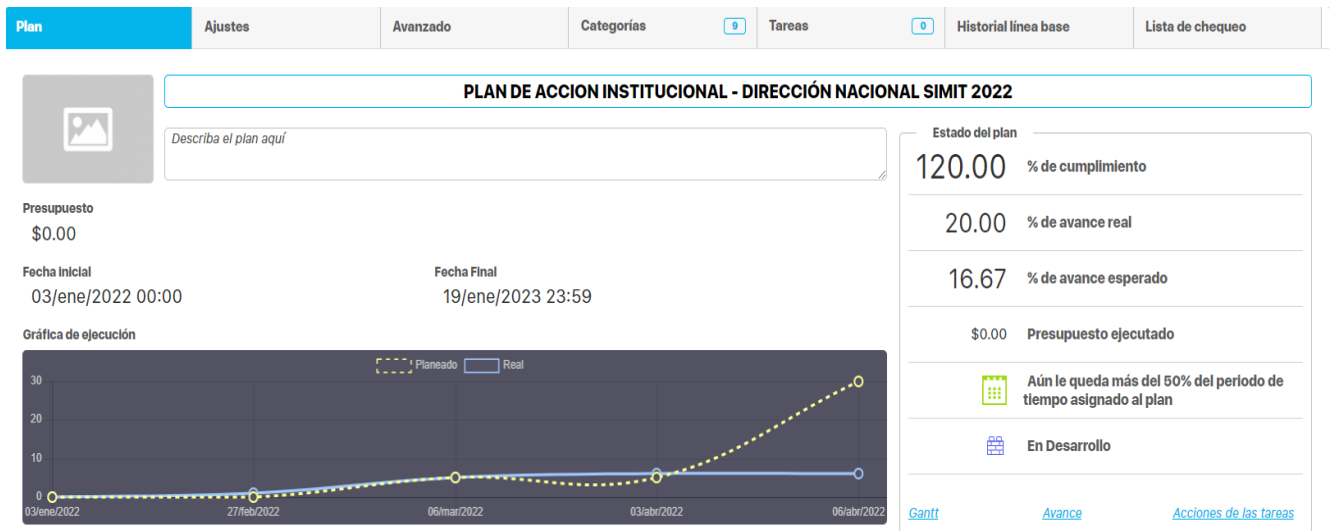 Plan Ajustes Avanzado Categorías 9 Tareas 0 Historial línea base Lista de chequeo
PLAN DE ACCION INSTITUCIONAL - DIRECCIÓN NACIONAL SIMIT 2022
Describa el plan aquí
Presupuesto
$0.00
Fecha inicial
03/ene/2022 00:00
Fecha Final
19/ene/2023 23:59
Gráfica de ejecución
Planeado Real
30
20
10
0
03/ene/2022 27/feb/2022 06/mar/2022 03/abr/2022 06/abr/2022
Estado del plan
120.00 % de cumplimiento
20.00 % de avance real
16.67 % de avance esperado
$0.00 Presupuesto ejecutado
Aún le queda más del 50% del periodo de
tiempo asignado al plan
En Desarrollo
Gantt Avance Acciones de las tareas